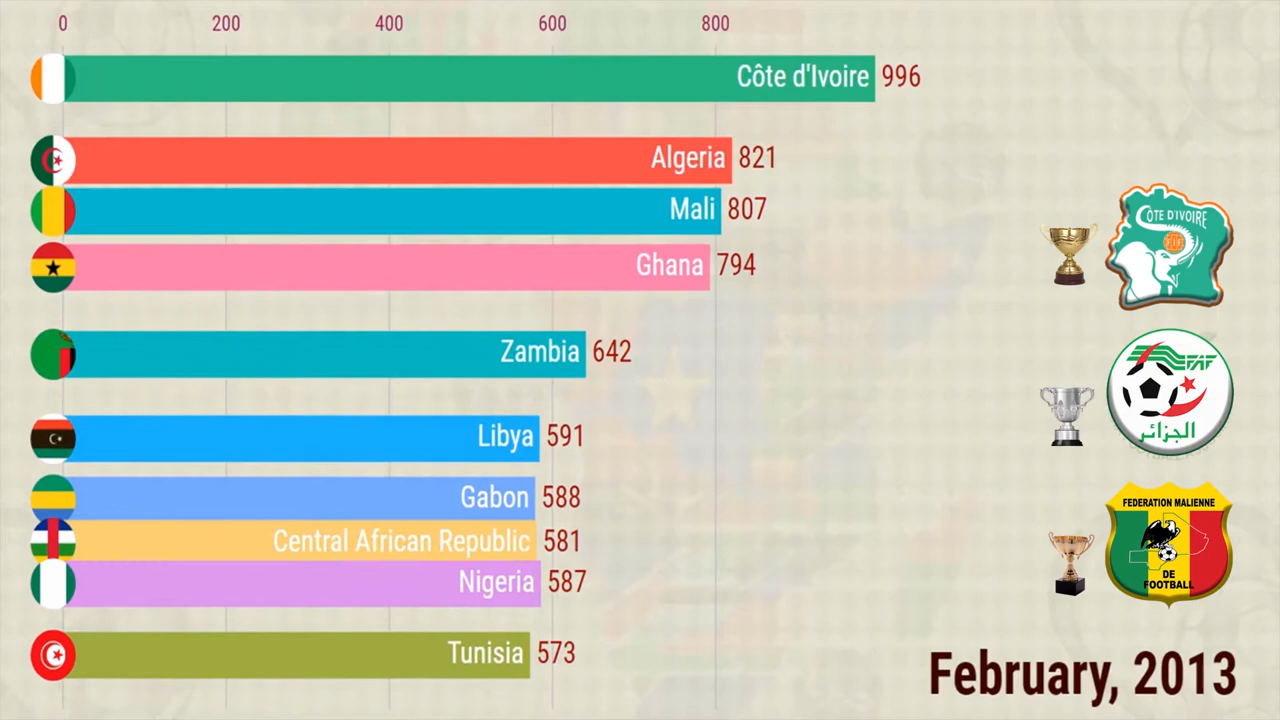 0 200 400 600 800
Côte d'Ivoire 996
Algeria 821
Mali 807
Ghana 794
Zambia 642
Libya 591
Gabon 588
Central African Republic 581
Nigeria 587
Tunisia 573
CÔTE D'IVOIRE
FIF
FAF
الجزائر
FEDERATION MALIENNE
DE
FOOTBALL
February, 2013